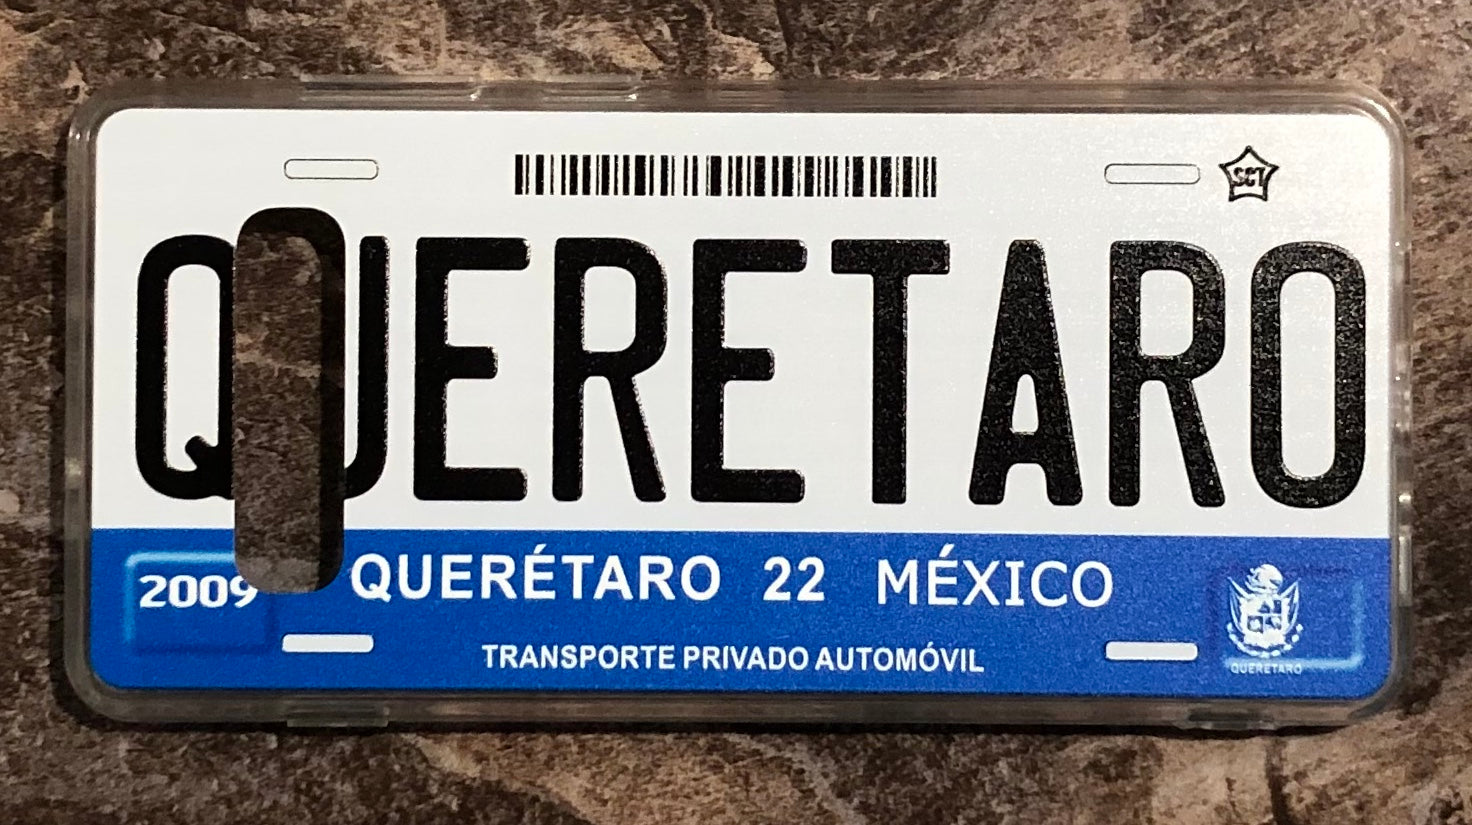 SCT
QUERETARO
2009 QUERÉTARO 22 MÉXICO
TRANSPORTE PRIVADO AUTOMÓVIL
QUERETARO